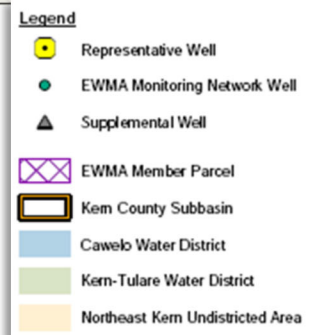 Legend
Representative Well
EWMA Monitoring Network Well
Supplemental Well
EWMA Member Parcel
Kern County Subbasin
Cawelo Water District
Kern-Tulare Water District
Northeast Kern Undistricted Area